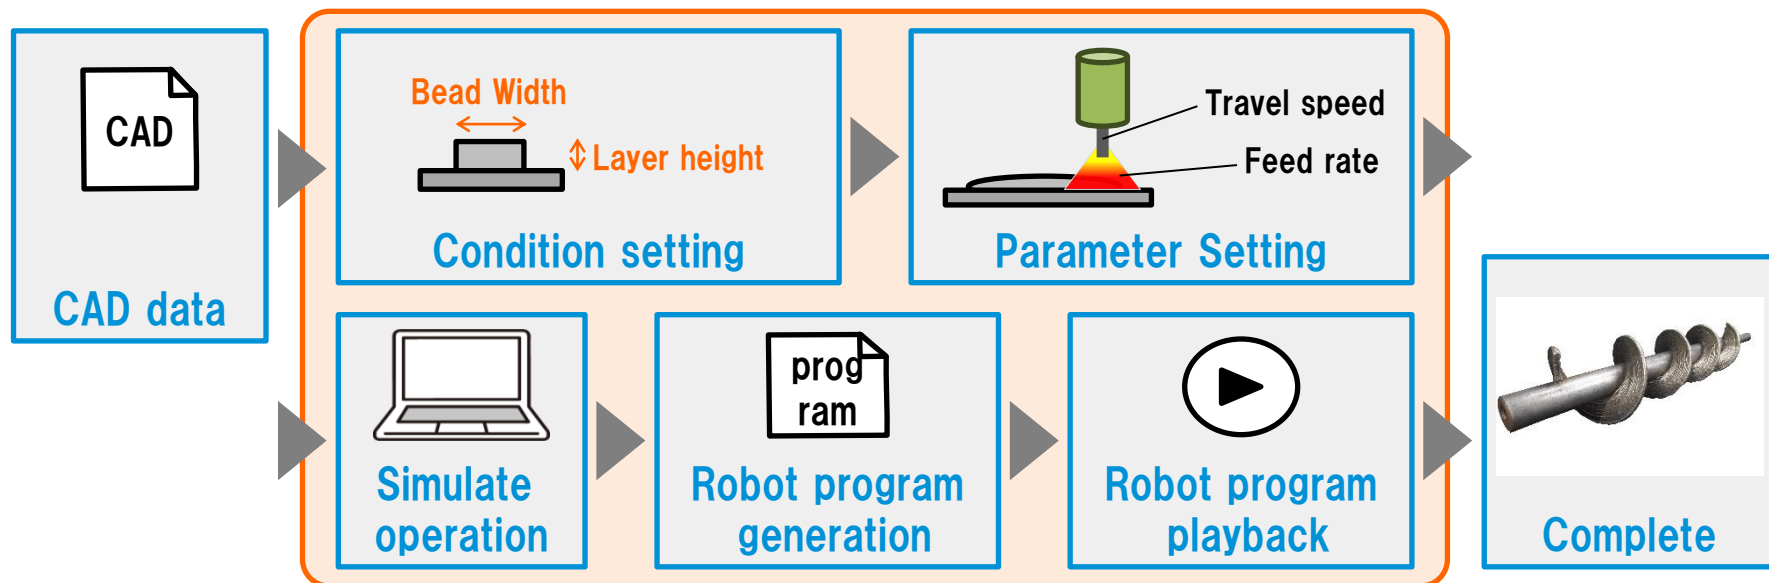 CAD
CAD data
Bead Width
Layer height
Condition setting
Travel speed
Feed rate
Parameter Setting
Simulate
operation
prog
ram
Robot program
generation
Robot program
playback
Complete